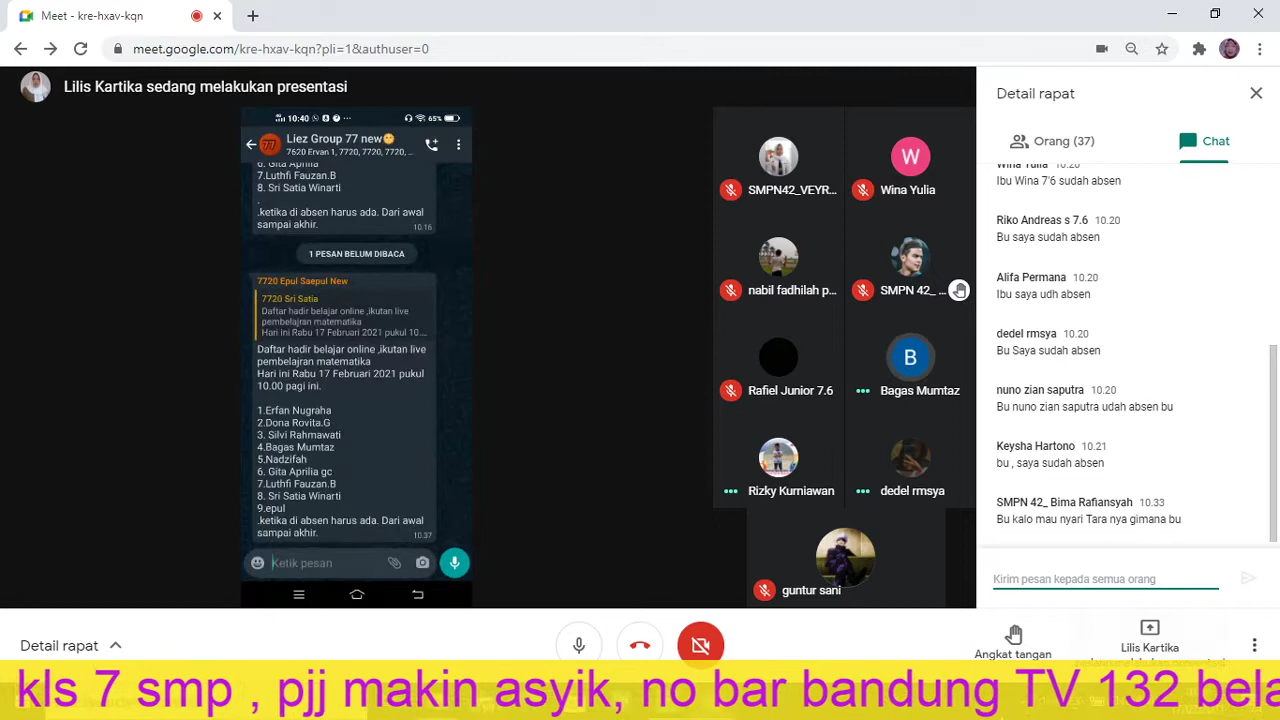 Meet - kre-hxav-kqn
meet.google.com/kre-hxav-kqn?pli=1&authuser=0
Lilis Kartika sedang melakukan presentasi
10:40
65%
77
Liez Group 77 new
7620 Ervan 1, 7720, 7720, 7720, ...
6. Gita Aprilia
7.Luthfi Fauzan.B
8. Sri Satia Winarti
.
.ketika di absen harus ada. Dari awal
sampai akhir.
10.16
1 PESAN BELUM DIBACA
7720 Epul Saepul New
7720 Sri Satia
Daftar hadir belajar online ,ikutan live
pembelajran matematika
Hari ini Rabu 17 Februari 2021 pukul 10....
Daftar hadir belajar online ,ikutan live
pembelajran matematika
Hari ini Rabu 17 Februari 2021 pukul
10.00 pagi ini.
1.Erfan Nugraha
2.Dona Rovita.G
3. Silvi Rahmawati
4.Bagas Mumtaz
5.Nadzifah
6. Gita Aprilia gc
7.Luthfi Fauzan.B
8. Sri Satia Winarti
9.epul
.ketika di absen harus ada. Dari awal
sampai akhir.
10.37
Ketik pesan
SMPN42_VEYR...
W
Wina Yulia
nabil fadhilah p...
SMPN 42_ ...
Rafiel Junior 7.6
B
Bagas Mumtaz
Rizky Kurniawan
dedel rmsya
guntur sani
Detail rapat
Orang (37)
Chat
Wina Yulia 10.20
Ibu Wina 7'6 sudah absen
Riko Andreas s 7.6 10.20
Bu saya sudah absen
Alifa Permana 10.20
Ibu saya udh absen
dedel rmsya 10.20
Bu Saya sudah absen
nuno zian saputra 10.20
Bu nuno zian saputra udah absen bu
Keysha Hartono 10.21
bu , saya sudah absen
SMPN 42_ Bima Rafiansyah 10.33
Bu kalo mau nyari Tara nya gimana bu
Kirim pesan kepada semua orang
Detail rapat
Angkat tangan
Lilis Kartika
kls 7 smp , pjj makin asyik, no bar bandung TV 132 bela